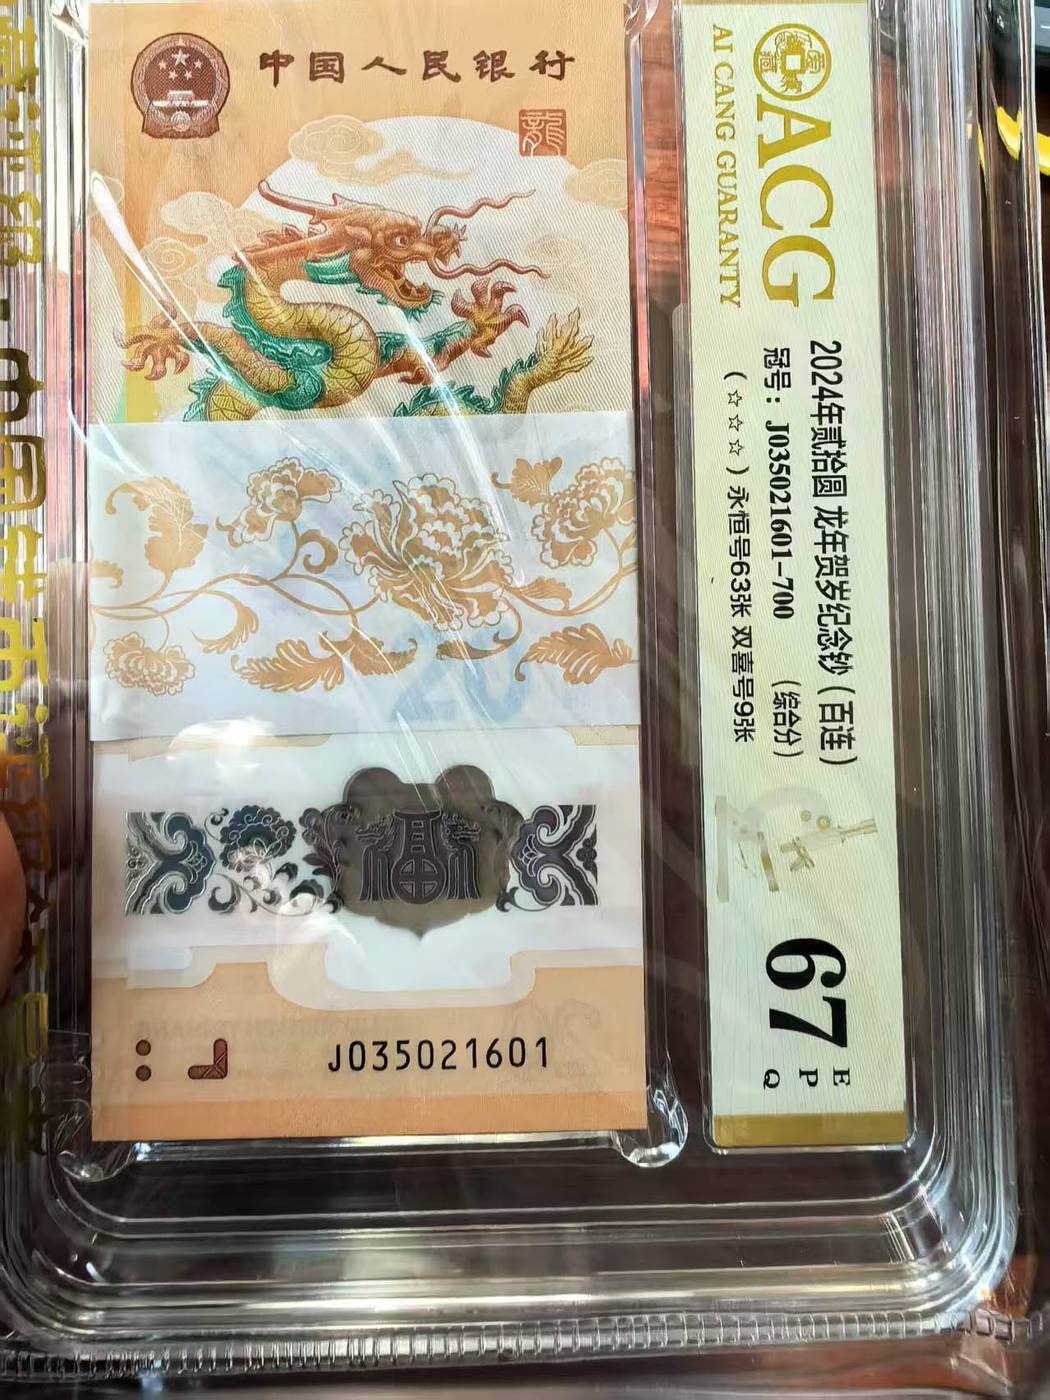 中国人民银行
龍
福
J035021601
ACG
AI CANG GUARANTY
2024年贰拾圆 龙年贺岁纪念钞（百连）
冠号：J035021601-700 （综合分）
（☆☆☆）永恒号63张 双喜号9张
67
E
P
Q